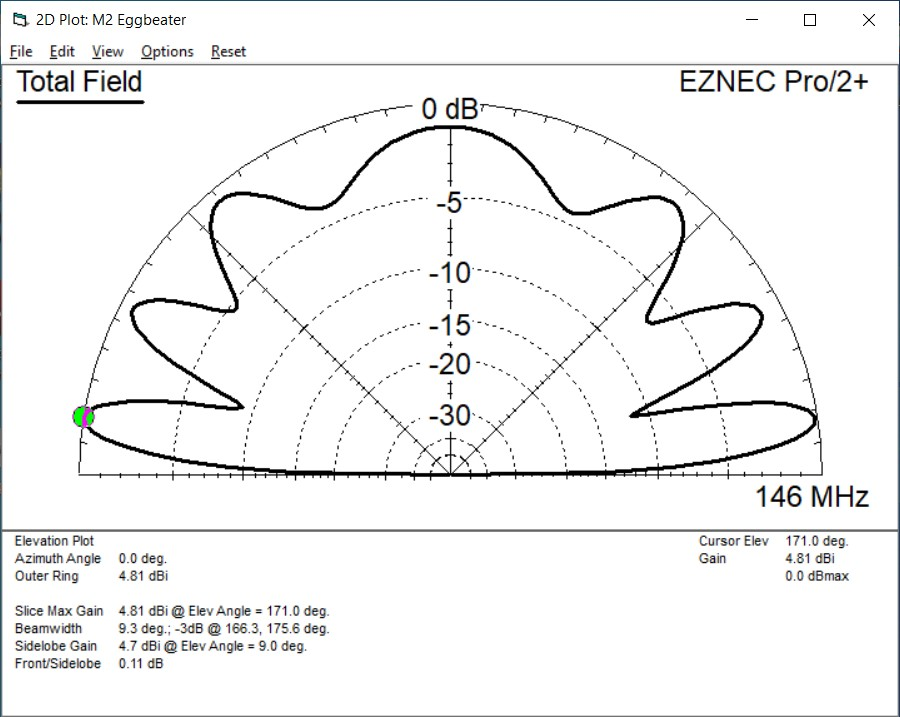 2D Plot: M2 Eggbeater
File Edit View Options Reset
Total Field
EZNEC Pro/2+
0 dB
-5
-10
-15
-20
-30
146 MHz
Elevation Plot
Azimuth Angle 0.0 deg.
Outer Ring 4.81 dBi
Cursor Elev 171.0 deg.
Gain 4.81 dBi
0.0 dBmax
Slice Max Gain 4.81 dBi @ Elev Angle = 171.0 deg.
Beamwidth 9.3 deg.; -3dB @ 166.3, 175.6 deg.
Sidelobe Gain 4.7 dBi @ Elev Angle = 9.0 deg.
Front/Sidelobe 0.11 dB